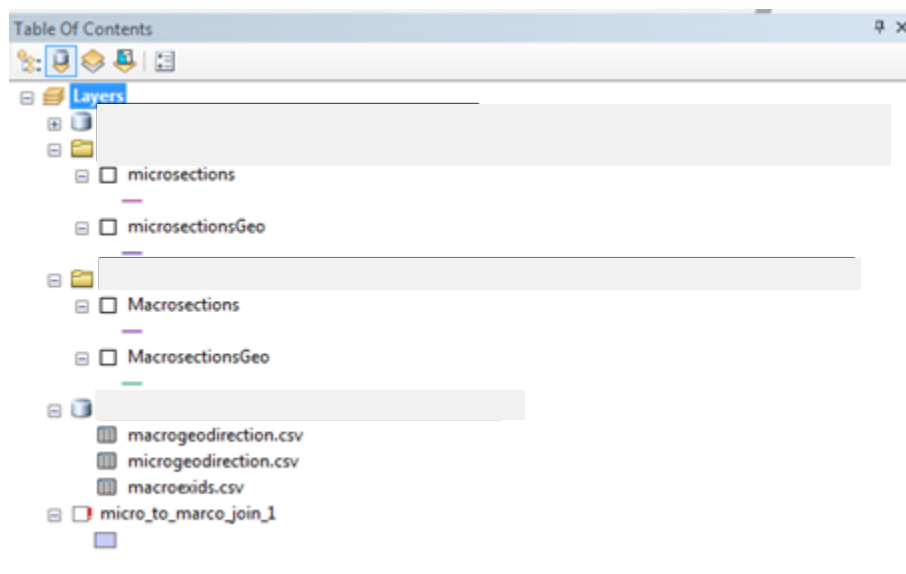 Table Of Contents
Layers
microsections
microsectionsGeo
Macrosections
MacrosectionsGeo
macrogeodirection.csv
microgeodirection.csv
macroexids.csv
micro_to_marco_join_1